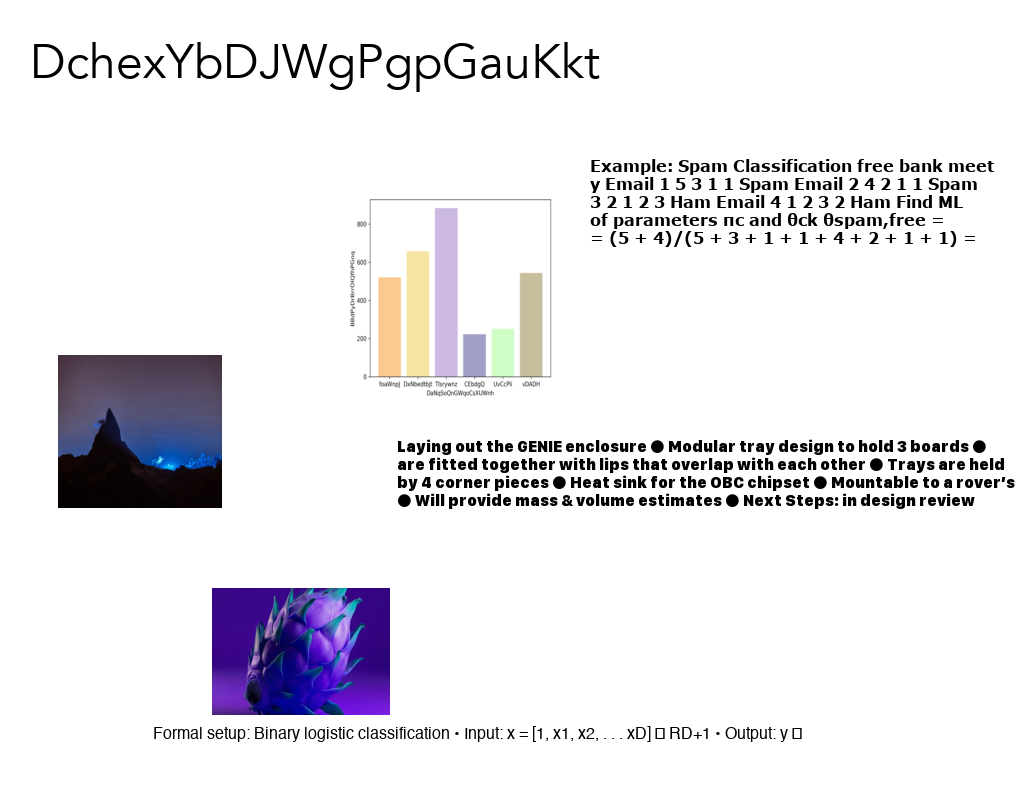 DchexYbDJWgPgpGauKkt
Example: Spam Classification free bank meet
y Email 1 5 3 1 1 Spam Email 2 4 2 1 1 Spam
3 2 1 2 3 Ham Email 4 1 2 3 2 Ham Find ML
of parameters πc and θck θspam,free =
= (5 + 4)/(5 + 3 + 1 + 1 + 4 + 2 + 1 + 1) =
800
600
400
200
0
foaWnpJ DxNbedtbjt Tisrywnz CEbdgQ UvCcPli vDADH
DaNqSoQnGWqoCsXUWnh
Laying out the GENIE enclosure ● Modular tray design to hold 3 boards ●
are fitted together with lips that overlap with each other ● Trays are held
by 4 corner pieces ● Heat sink for the OBC chipset ● Mountable to a rover's
● Will provide mass & volume estimates ● Next Steps: in design review
Formal setup: Binary logistic classification • Input: x = [1, x1, x2, . . . xD] □ RD+1 • Output: y □